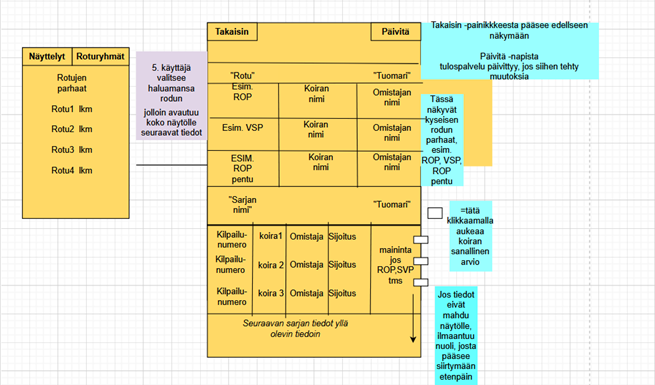 Näyttelyt Roturyhmät
Rotujen
parhaat
Rotu1 lkm
Rotu2 lkm
Rotu3 lkm
Rotu4 lkm
5. käyttäjä
valitsee
haluamansa
rodun
jolloin avautuu
koko näytölle
seuraavat tiedot
Takaisin Päivitä
"Rotu" "Tuomari"
Esim.
ROP
Koiran
nimi
Omistajan
nimi
Esim. VSP
Koiran
nimi
Omistajan
nimi
ESIM.
ROP
pentu
Koiran
nimi
Omistajan
nimi
"Sarjan
nimi"
"Tuomari"
Kilpailu-
numero
koira1 Omistaja Sijoitus
Kilpailu-
numero
koira 2 Omistaja Sijoitus
Kilpailu-
numero
koira 3 Omistaja Sijoitus
maininta
jos
ROP,SVP
tms
Seuraavan sarjan tiedot yllä
olevin tiedoin
Takaisin -painikkkeesta pääsee edelliseen
näkymään
Päivitä -napista
tulospalvelu päivittyy, jos siihen tehty
muutoksia
Tässä
näkyvät
kyseisen
rodun
parhaat,
esim.
ROP, VSP,
ROP
pentu
=tätä
klikkaamalla
aukeaa
koiran
sanallinen
arvio
Jos tiedot
eivät
mahdu
näytölle,
ilmaantuu
nuoli, josta
pääsee
siirtymään
eteenpäin